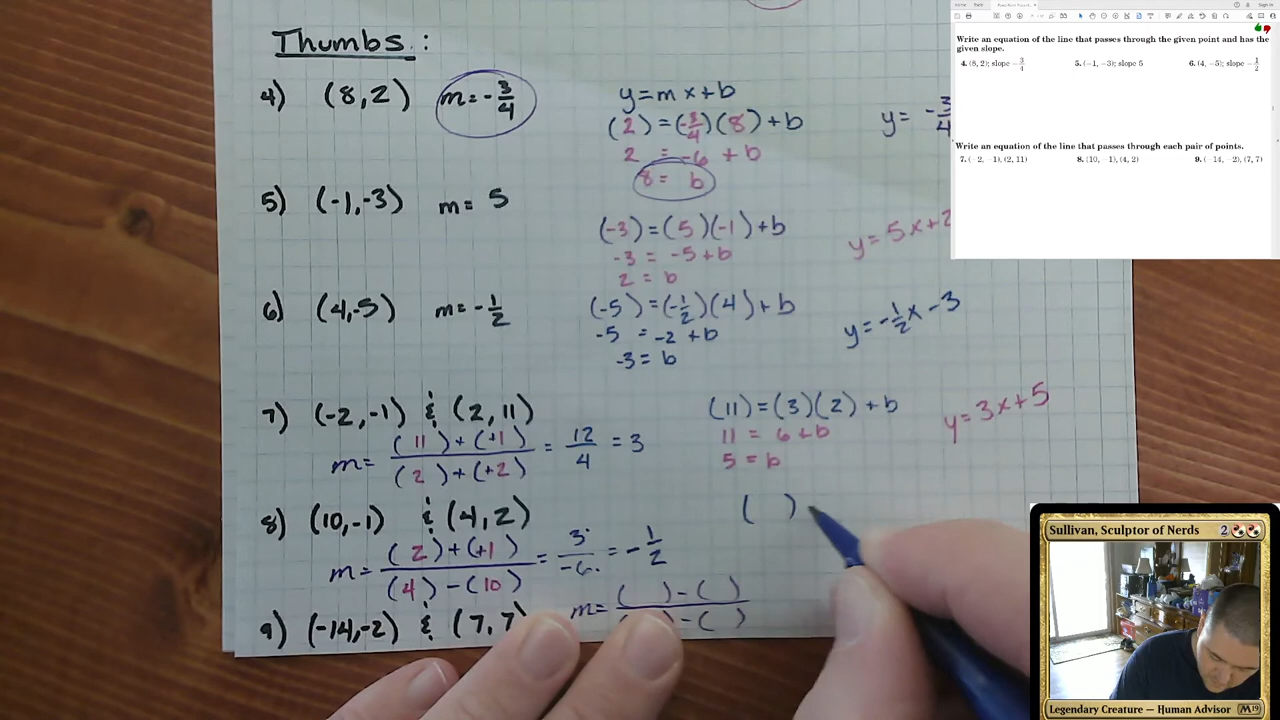 Thumbs:
4) (8,2) m=-3/4
y=mx+b
(2)=(-3/4)(8)+b
2 = -6 + b
8 = b
y= -3/4
5) (-1,-3) m= 5
(-3)=(5)(-1)+b
-3 = -5+b
2 = b
y=5x+2
6) (4,-5) m=-1/2
(-5)=(-1/2)(4)+b
-5 = -2+b
-3= b
y=-1/2x-3
7) (-2,-1) & (2,11)
m= (11)+(+1)/(2)+(+2) = 12/4 = 3
(11)=(3)(2)+b
11 = 6+b
5 = b
y=3x+5
8) (10,-1) & (4,2)
m= (2)+(+1)/(4)-(10) = 3/-6 = -1/2
( )
9) (-14,-2) & (7,7)
m= ( )-( )/( )-( )
Write an equation of the line that passes through the given point and has the
given slope.
4. (8, 2); slope -3/4 5. (-1, -3); slope 5 6. (4, -5); slope -1/2
Write an equation of the line that passes through each pair of points.
7. (-2, -1), (2, 11) 8. (10, -1), (4, 2) 9. (-14, -2), (7, 7)
Sullivan, Sculptor of Nerds 2
Legendary Creature — Human Advisor M19